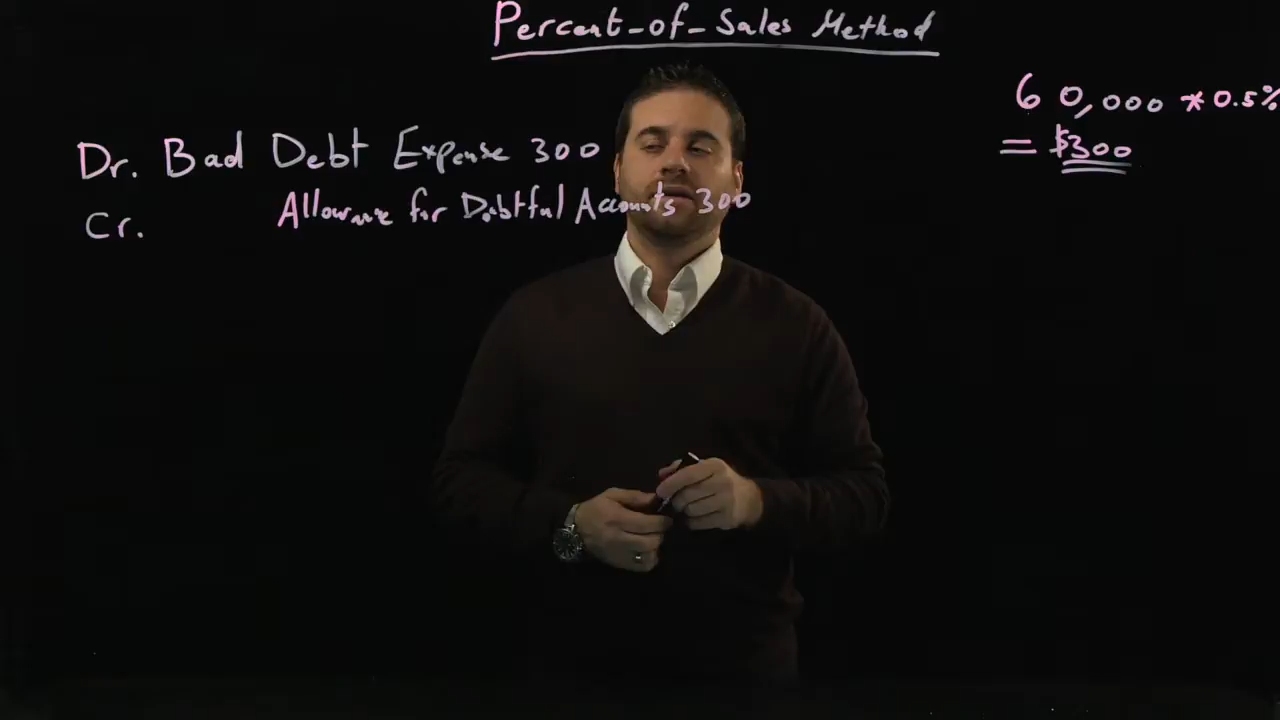 Percent-of-Sales Method
60,000 * 0.5%
= $300
Dr. Bad Debt Expense 300
Cr. Allowance for Doubtful Accounts 300